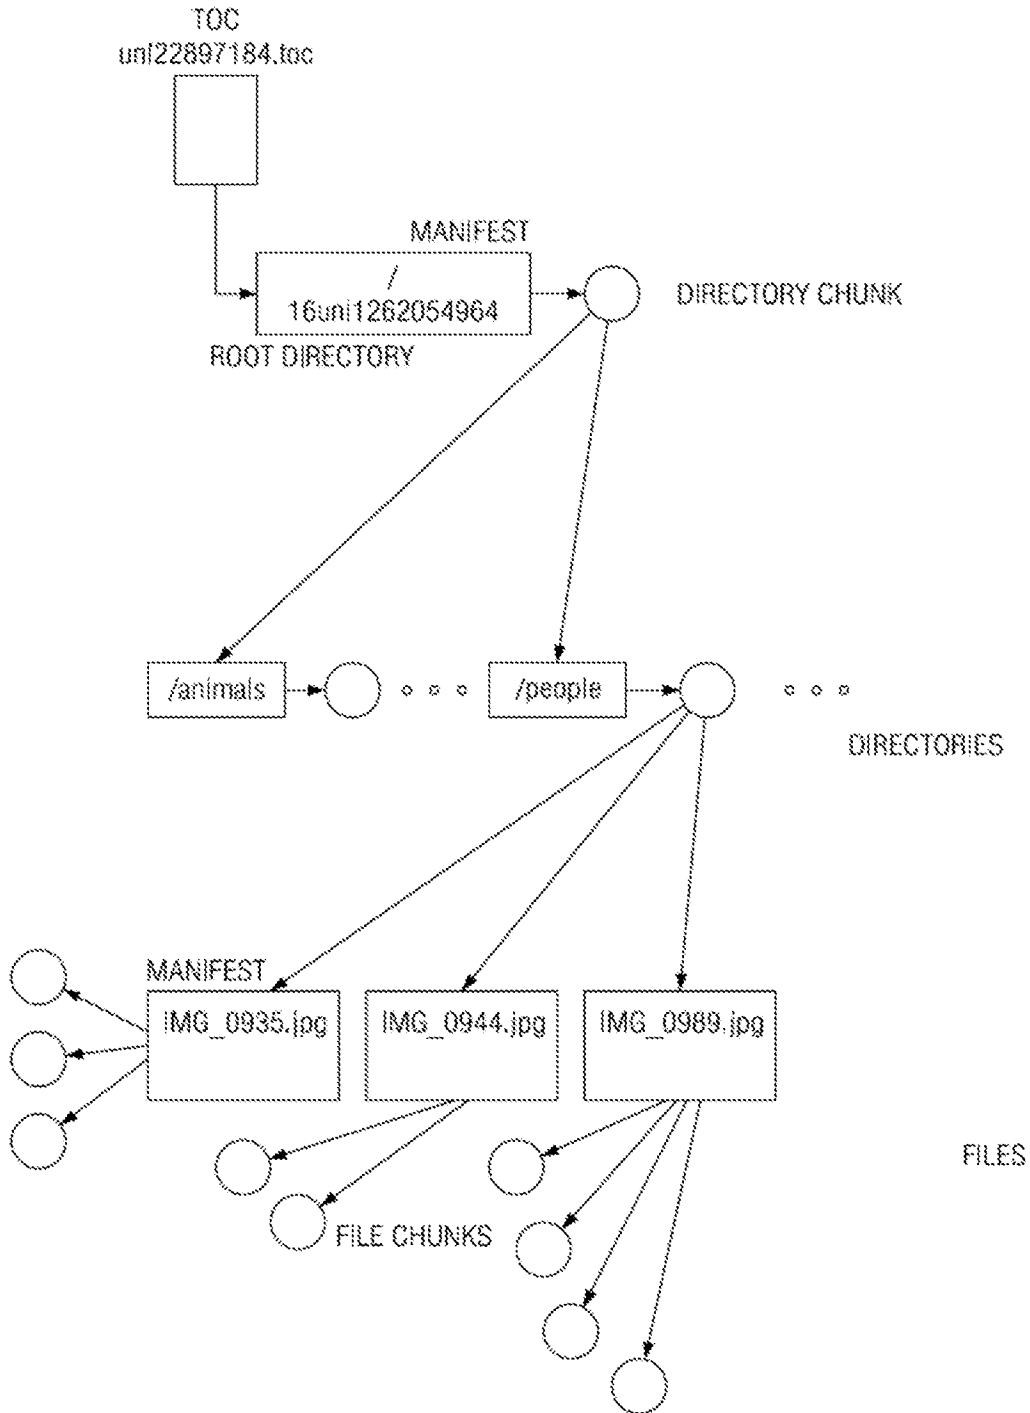 TOC
uni22897184.toc
MANIFEST
/
16uni1262054964
DIRECTORY CHUNK
ROOT DIRECTORY
/animals
/people
DIRECTORIES
MANIFEST
IMG_0935.jpg
IMG_0944.jpg
IMG_0989.jpg
FILES
FILE CHUNKS